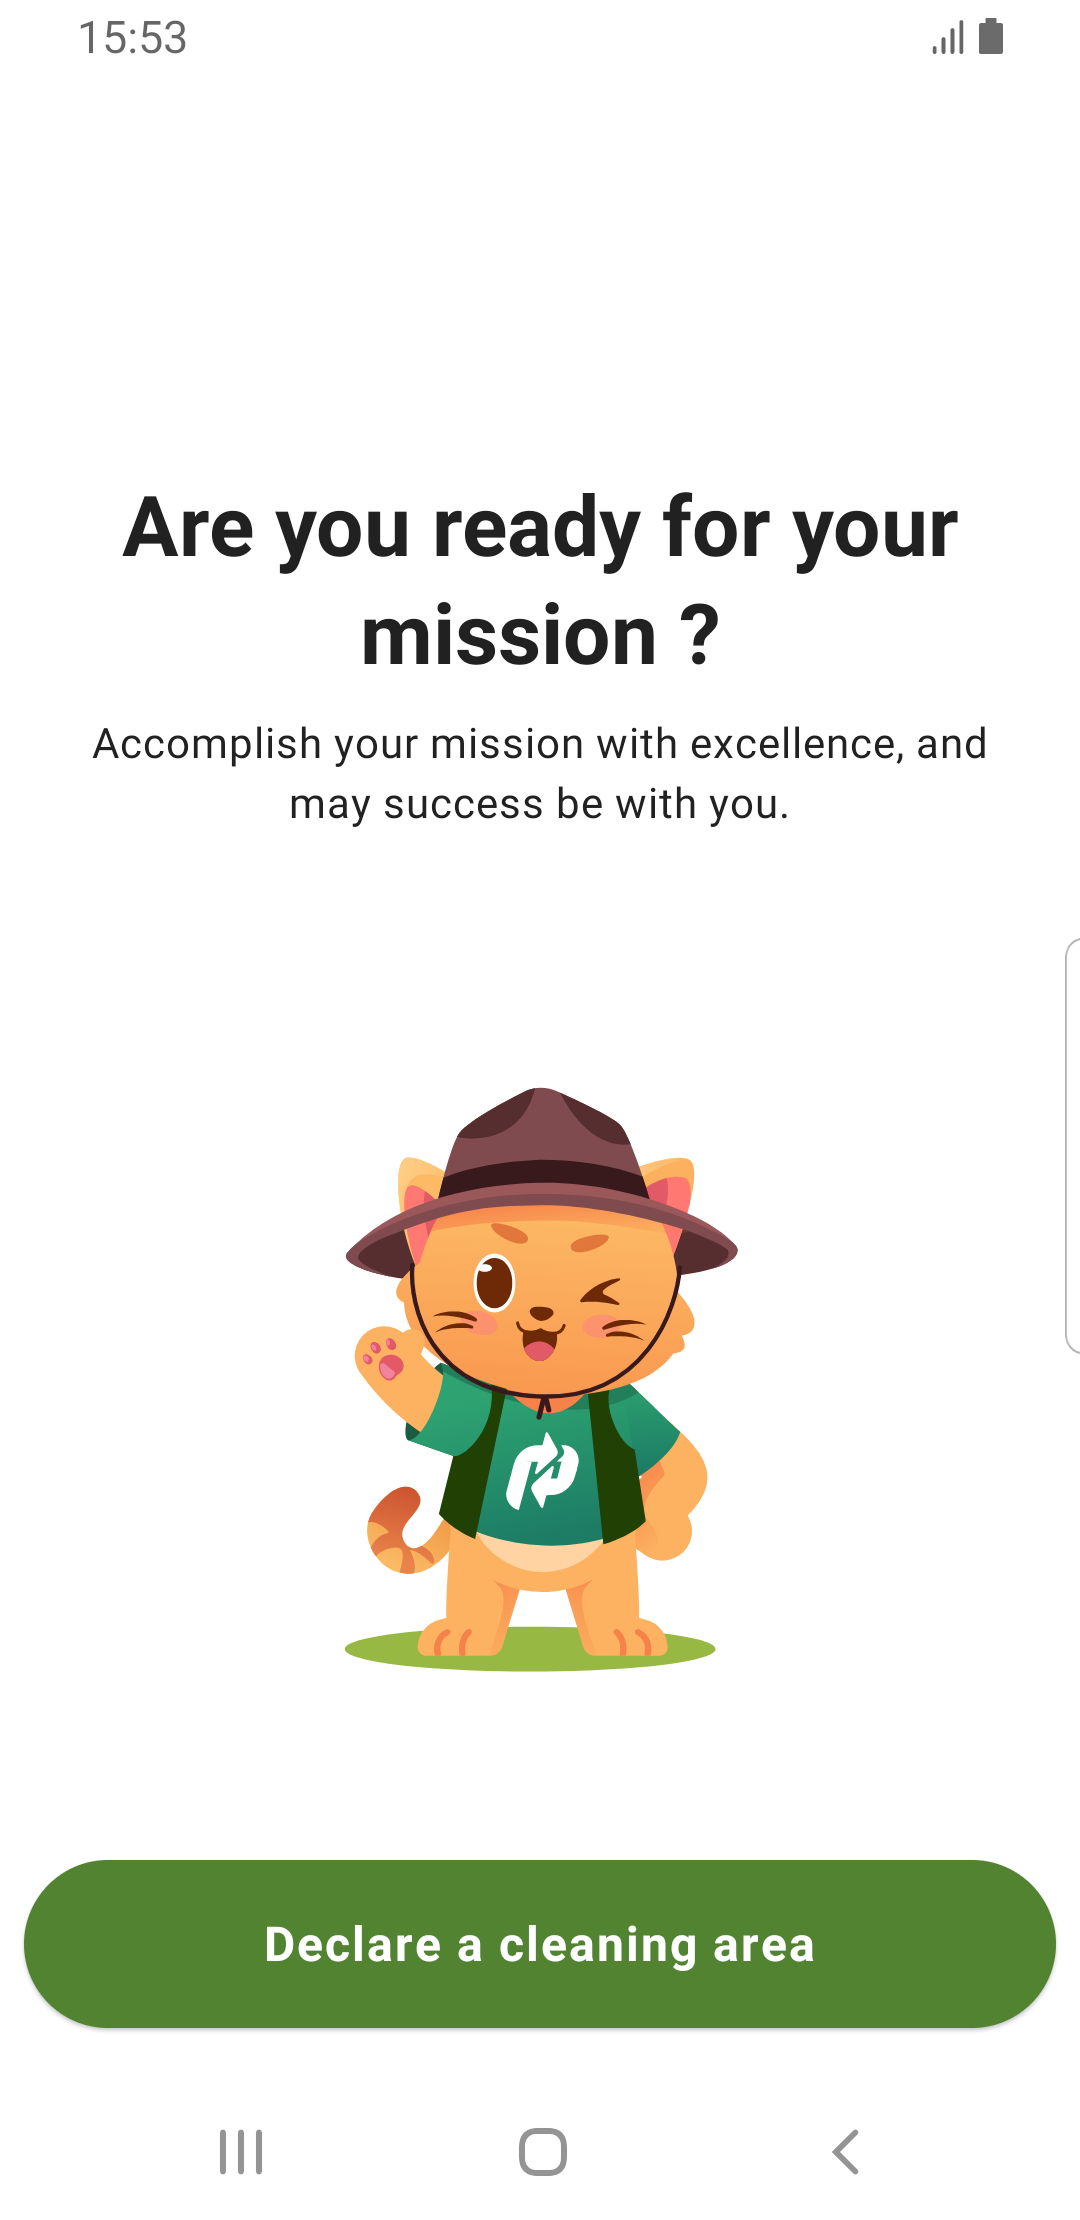 15:53
Are you ready for your
mission ?
Accomplish your mission with excellence, and
may success be with you.
Declare a cleaning area